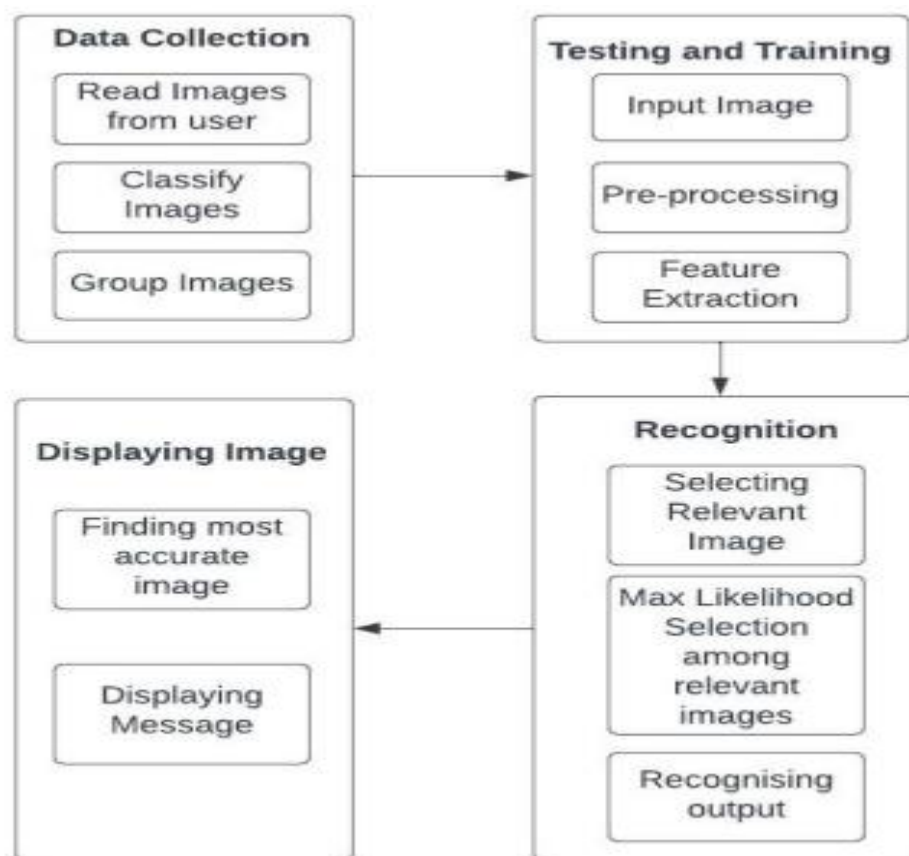 Data Collection
Read Images
from user
Classify
Images
Group Images
Testing and Training
Input Image
Pre-processing
Feature
Extraction
Recognition
Selecting
Relevant
Image
Max Likelihood
Selection
among
relevant
images
Recognising
output
Displaying Image
Finding most
accurate
image
Displaying
Message